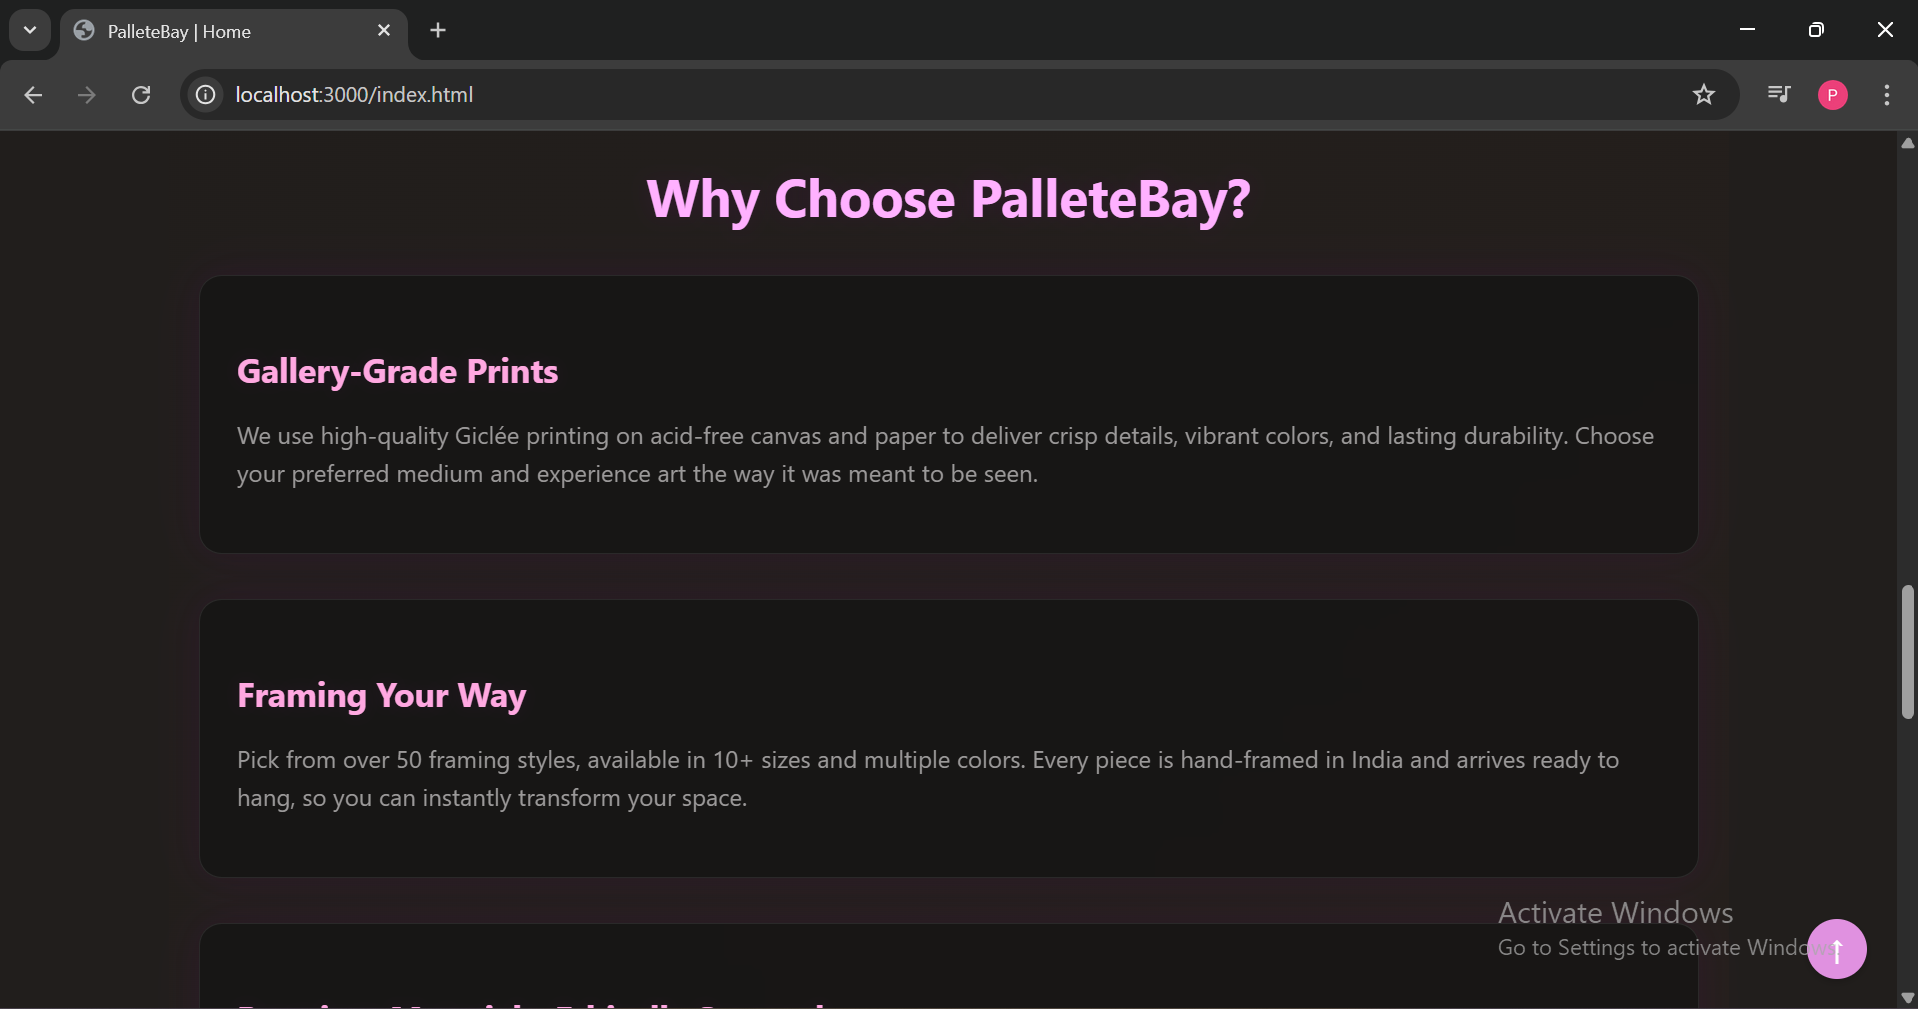 PalleteBay | Home
localhost:3000/index.html
P
Why Choose PalleteBay?
Gallery-Grade Prints
We use high-quality Giclée printing on acid-free canvas and paper to deliver crisp details, vibrant colors, and lasting durability. Choose
your preferred medium and experience art the way it was meant to be seen.
Framing Your Way
Pick from over 50 framing styles, available in 10+ sizes and multiple colors. Every piece is hand-framed in India and arrives ready to
hang, so you can instantly transform your space.
Activate Windows
Go to Settings to activate Windows.